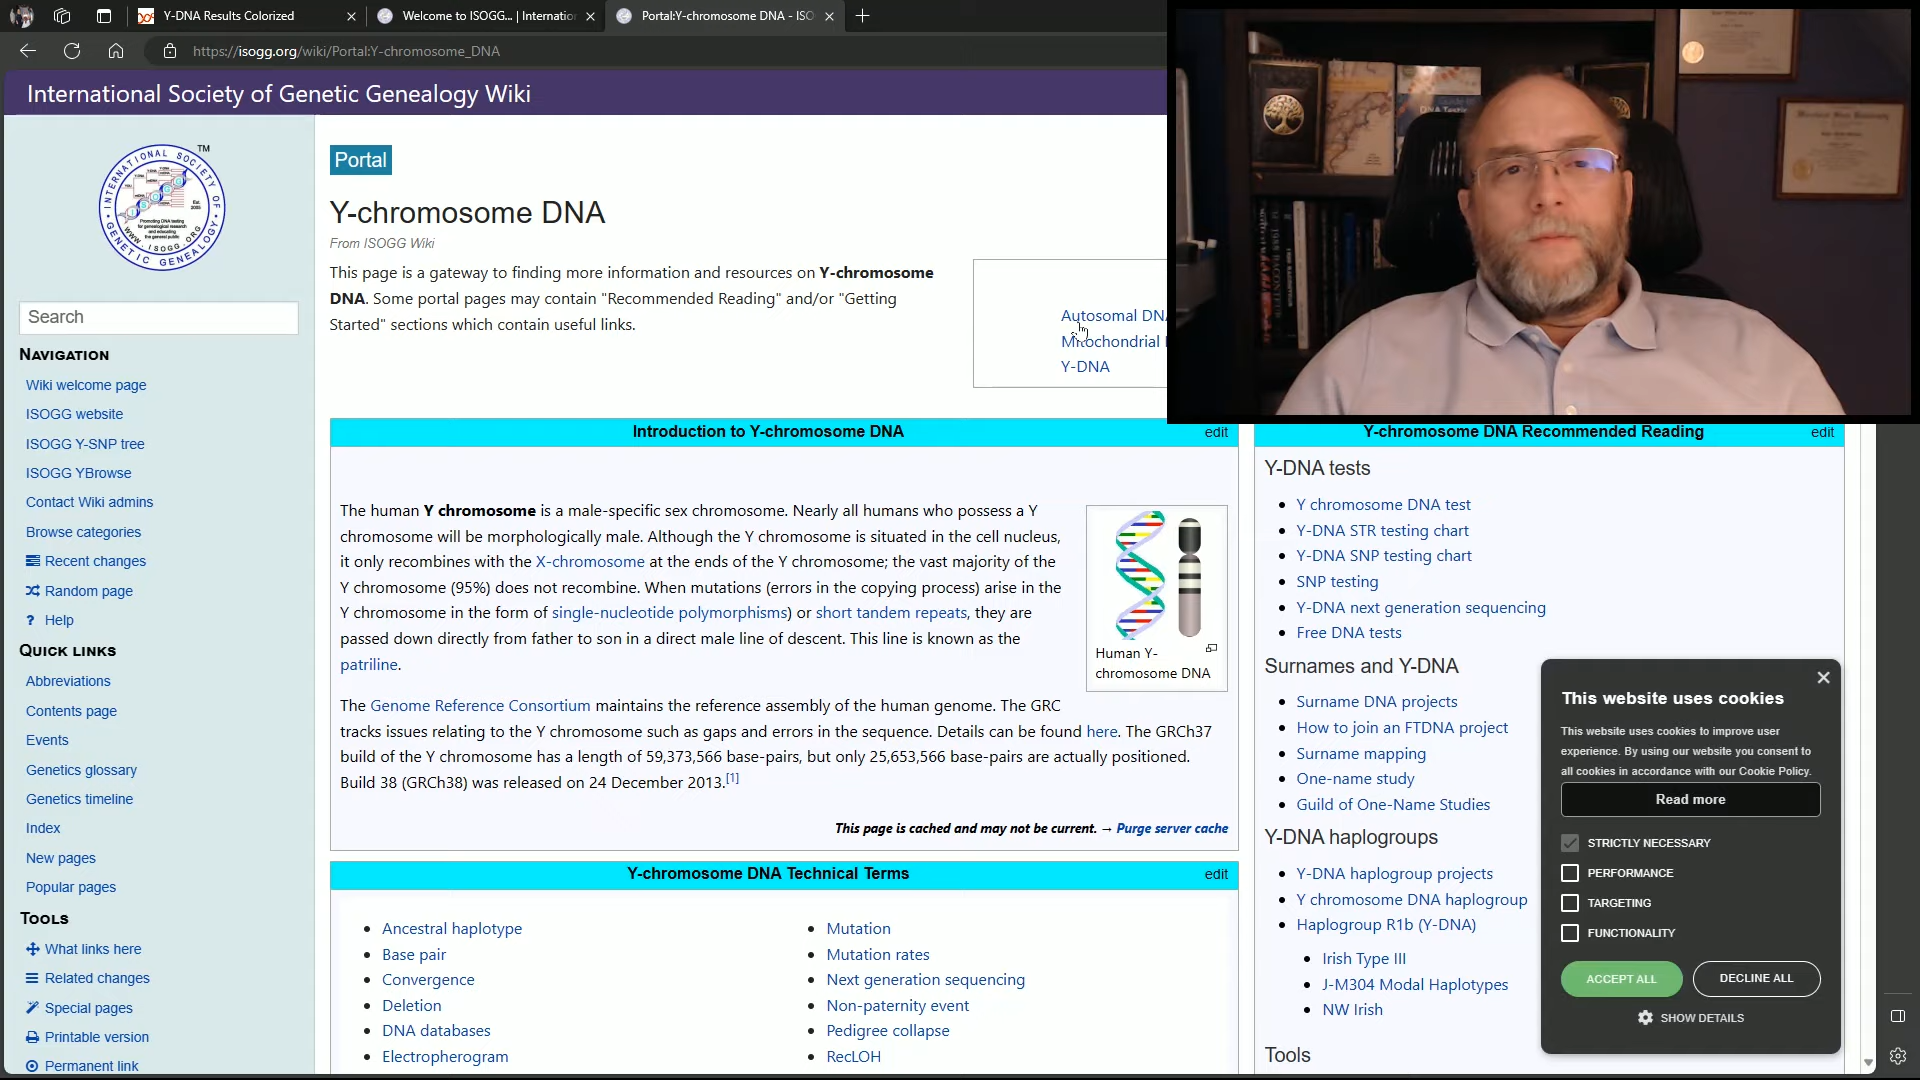 Y-DNA Results Colorized
Welcome to ISOGG... | Internatio
Portal:Y-chromosome DNA - ISO
https://isogg.org/wiki/Portal:Y-chromosome_DNA
International Society of Genetic Genealogy Wiki
TM
INTERNATIONAL SOCIETY OF GENETIC GENEALOGY
WWW.ISOGG.ORG
Search
NAVIGATION
Wiki welcome page
ISOGG website
ISOGG Y-SNP tree
ISOGG YBrowse
Contact Wiki admins
Browse categories
Recent changes
Random page
? Help
QUICK LINKS
Abbreviations
Contents page
Events
Genetics glossary
Genetics timeline
Index
New pages
Popular pages
TOOLS
What links here
Related changes
Special pages
Printable version
Permanent link
Portal
Y-chromosome DNA
From ISOGG Wiki
This page is a gateway to finding more information and resources on Y-chromosome
DNA. Some portal pages may contain "Recommended Reading" and/or "Getting
Started" sections which contain useful links.
Autosomal DNA
Mitochondrial
Y-DNA
Introduction to Y-chromosome DNA
edit
The human Y chromosome is a male-specific sex chromosome. Nearly all humans who possess a Y
chromosome will be morphologically male. Although the Y chromosome is situated in the cell nucleus,
it only recombines with the X-chromosome at the ends of the Y chromosome; the vast majority of the
Y chromosome (95%) does not recombine. When mutations (errors in the copying process) arise in the
Y chromosome in the form of single-nucleotide polymorphisms) or short tandem repeats, they are
passed down directly from father to son in a direct male line of descent. This line is known as the
patriline.
Human Y-
chromosome DNA
The Genome Reference Consortium maintains the reference assembly of the human genome. The GRC
tracks issues relating to the Y chromosome such as gaps and errors in the sequence. Details can be found here. The GRCh37
build of the Y chromosome has a length of 59,373,566 base-pairs, but only 25,653,566 base-pairs are actually positioned.
Build 38 (GRCh38) was released on 24 December 2013.[1]
This page is cached and may not be current. → Purge server cache
Y-chromosome DNA Technical Terms
edit
Ancestral haplotype
Base pair
Convergence
Deletion
DNA databases
Electropherogram
Mutation
Mutation rates
Next generation sequencing
Non-paternity event
Pedigree collapse
RecLOH
Y-chromosome DNA Recommended Reading
edit
Y-DNA tests
Y chromosome DNA test
Y-DNA STR testing chart
Y-DNA SNP testing chart
SNP testing
Y-DNA next generation sequencing
Free DNA tests
Surnames and Y-DNA
Surname DNA projects
How to join an FTDNA project
Surname mapping
One-name study
Guild of One-Name Studies
Y-DNA haplogroups
Y-DNA haplogroup projects
Y chromosome DNA haplogroup
Haplogroup R1b (Y-DNA)
Irish Type III
J-M304 Modal Haplotypes
NW Irish
Tools
This website uses cookies
This website uses cookies to improve user
experience. By using our website you consent to
all cookies in accordance with our Cookie Policy.
Read more
STRICTLY NECESSARY
PERFORMANCE
TARGETING
FUNCTIONALITY
ACCEPT ALL
DECLINE ALL
SHOW DETAILS